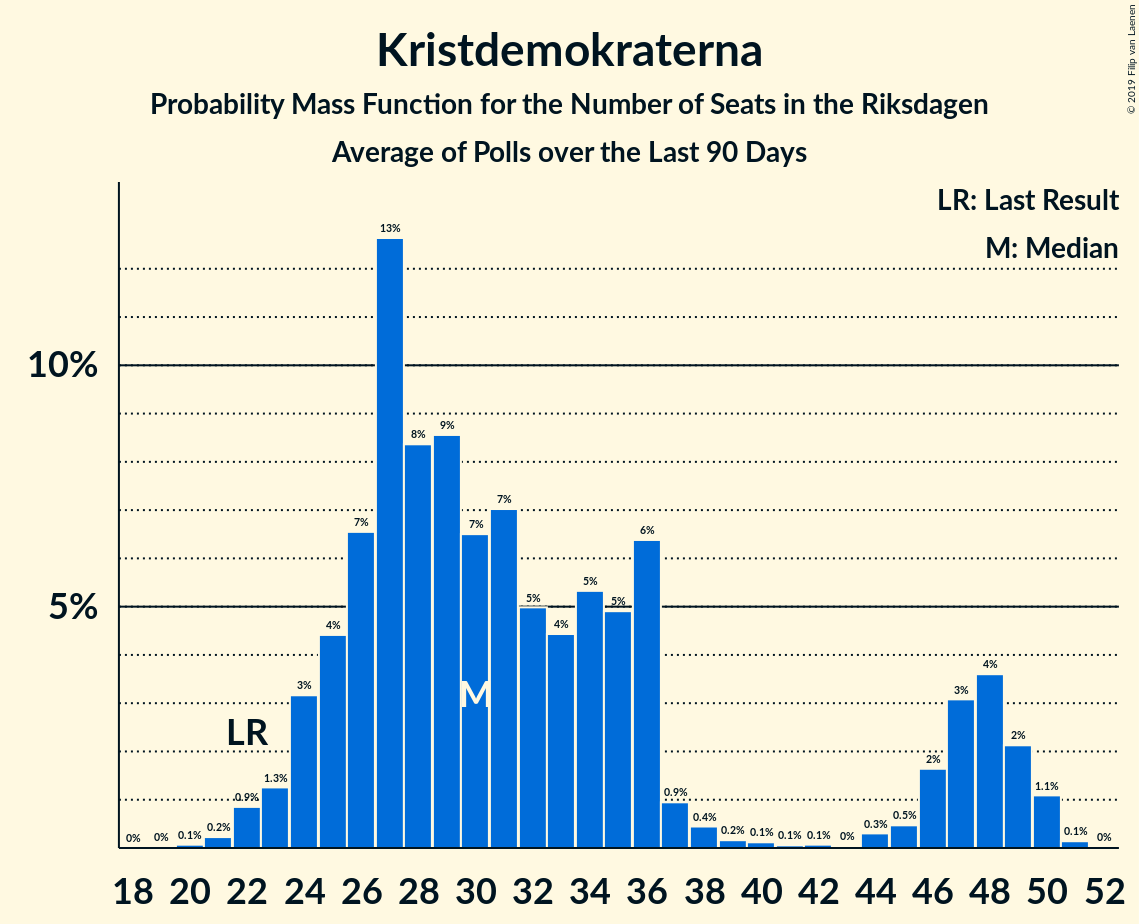 Kristdemokraterna
Probability Mass Function for the Number of Seats in the Riksdagen
Average of Polls over the Last 90 Days
© 2019 Filip van Laenen
LR: Last Result
M: Median
10%
5%
0% 0% 0.1% 0.2% 0.9% 1.3% 3% 4% 7% 13% 8% 9% 7% 7% 5% 4% 5% 5% 6% 0.9% 0.4% 0.2% 0.1% 0.1% 0.1% 0% 0.3% 0.5% 2% 3% 4% 2% 1.1% 0.1% 0%
LR
M
18 20 22 24 26 28 30 32 34 36 38 40 42 44 46 48 50 52